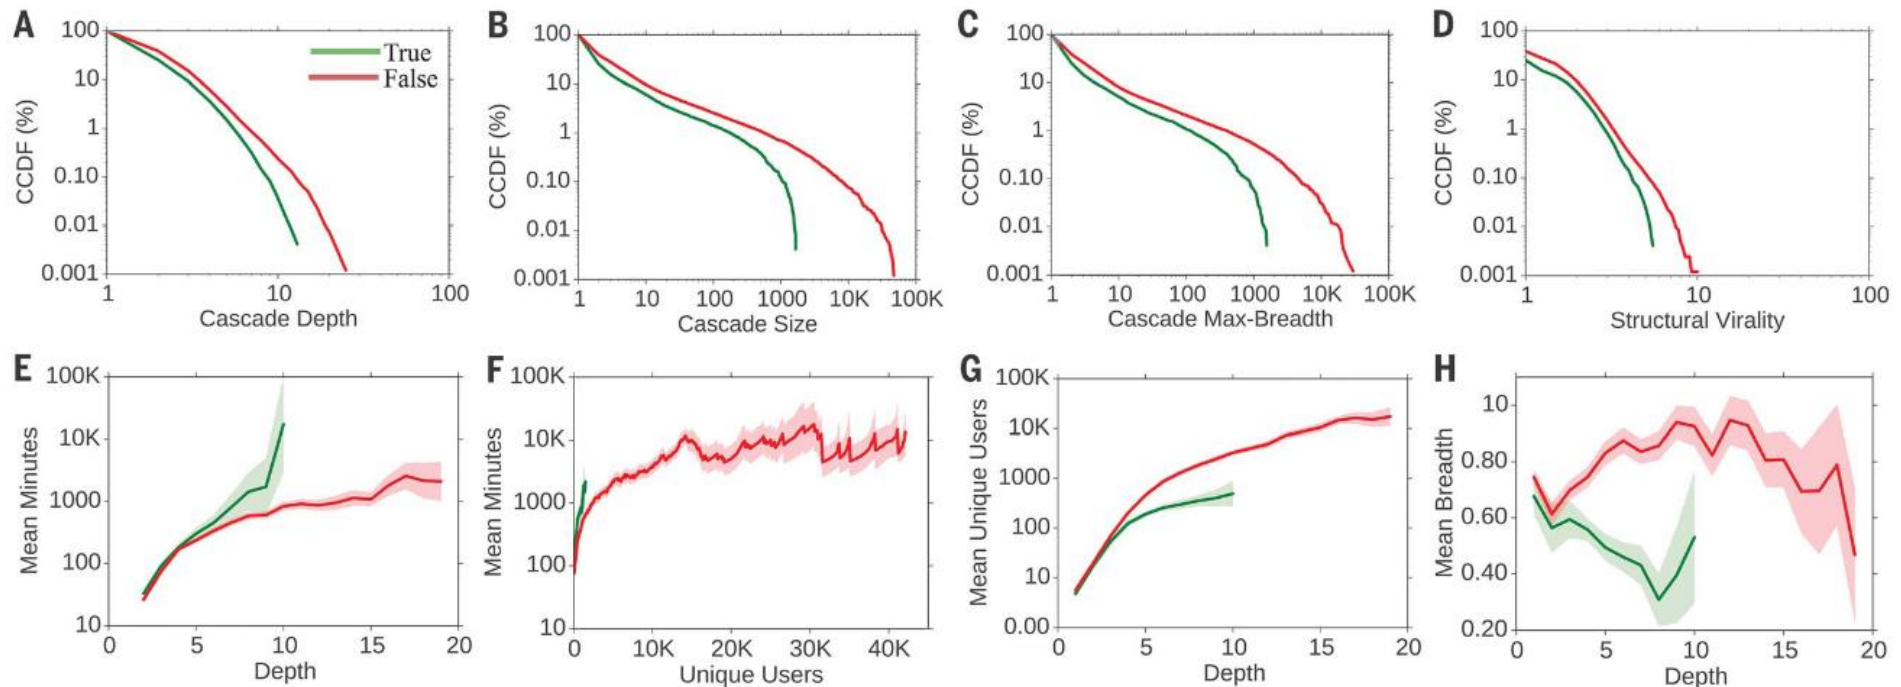 A
CCDF (%)
100
10
1
0.10
0.01
0.001
1 10 100
Cascade Depth
True
False
B
CCDF (%)
100
10
1
0.10
0.01
0.001
1 10 100 1000 10K 100K
Cascade Size
C
CCDF (%)
100
10
1
0.10
0.01
0.001
1 10 100 1000 10K 100K
Cascade Max-Breadth
D
CCDF (%)
100
10
1
0.10
0.01
0.001
1 10 100
Structural Virality
E
Mean Minutes
100K
10K
1000
100
10
0 5 10 15 20
Depth
F
Mean Minutes
100K
10K
1000
100
10
0 10K 20K 30K 40K
Unique Users
G
Mean Unique Users
100K
10K
1000
100
10
0.00
0 5 10 15 20
Depth
H
Mean Breadth
10
0.80
0.60
0.40
0.20
0 5 10 15 20
Depth